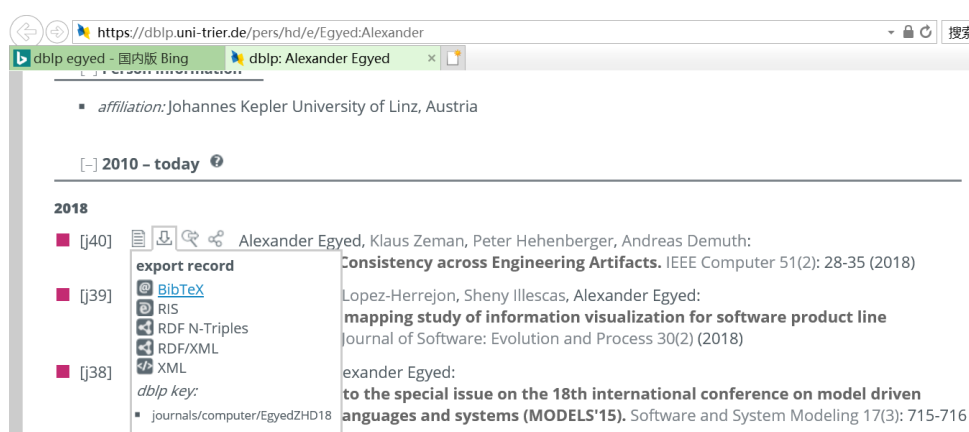 https://dblp.uni-trier.de/pers/hd/e/Egyed:Alexander
dblp egyed - 国内版 Bing
dblp: Alexander Egyed ×
[–] Person information
▪ affiliation: Johannes Kepler University of Linz, Austria
[–] 2010 – today ?
2018
[j40] Alexander Egyed, Klaus Zeman, Peter Hehenberger, Andreas Demuth:
Consistency across Engineering Artifacts. IEEE Computer 51(2): 28-35 (2018)
[j39] Lopez-Herrejon, Sheny Illescas, Alexander Egyed:
mapping study of information visualization for software product line
Journal of Software: Evolution and Process 30(2) (2018)
[j38] exander Egyed:
to the special issue on the 18th international conference on model driven
anguages and systems (MODELS'15). Software and System Modeling 17(3): 715-716
export record
BibTeX
RIS
RDF N-Triples
RDF/XML
XML
dblp key:
▪ journals/computer/EgyedZHD18